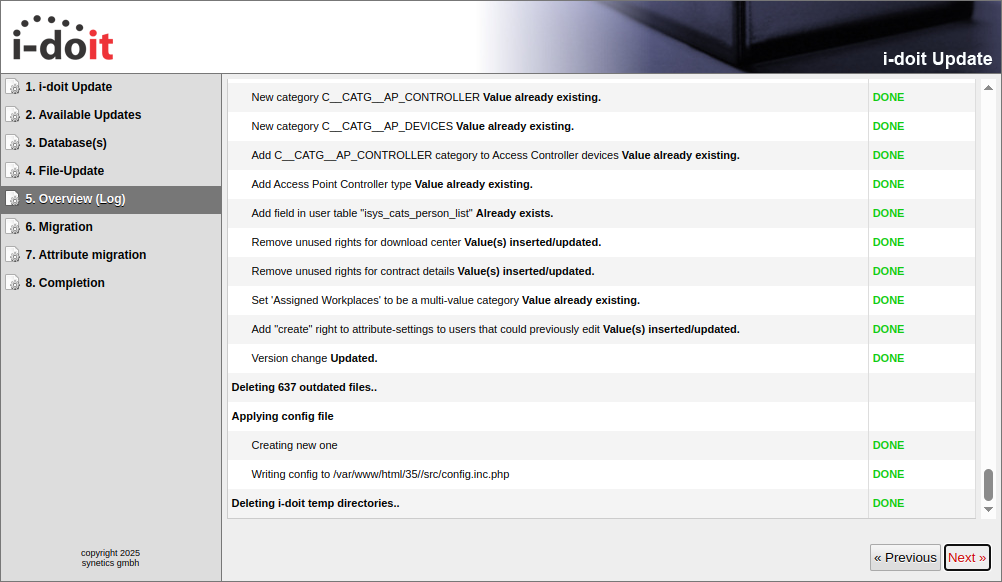 i-doit
i-doit Update
1. i-doit Update
2. Available Updates
3. Database(s)
4. File-Update
5. Overview (Log)
6. Migration
7. Attribute migration
8. Completion
New category C__CATG__AP_CONTROLLER Value already existing. DONE
New category C__CATG__AP_DEVICES Value already existing. DONE
Add C__CATG__AP_CONTROLLER category to Access Controller devices Value already existing. DONE
Add Access Point Controller type Value already existing. DONE
Add field in user table "isys_cats_person_list" Already exists. DONE
Remove unused rights for download center Value(s) inserted/updated. DONE
Remove unused rights for contract details Value(s) inserted/updated. DONE
Set 'Assigned Workplaces' to be a multi-value category Value already existing. DONE
Add "create" right to attribute-settings to users that could previously edit Value(s) inserted/updated. DONE
Version change Updated. DONE
Deleting 637 outdated files..
Applying config file
Creating new one DONE
Writing config to /var/www/html/35//src/config.inc.php DONE
Deleting i-doit temp directories.. DONE
copyright 2025
synetics gmbh
« Previous Next »